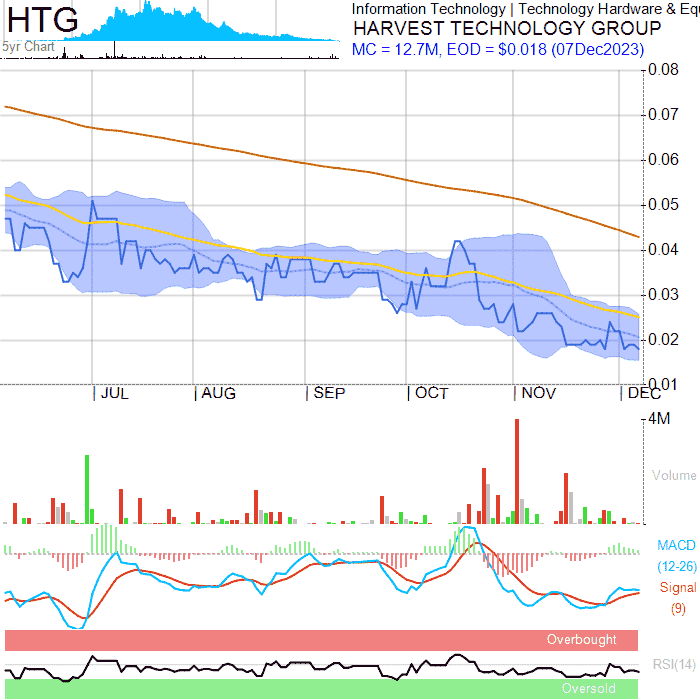 HTG
5yr Chart
Information Technology | Technology Hardware & Equ
HARVEST TECHNOLOGY GROUP
MC = 12.7M, EOD = $0.018 (07Dec2023)
0.08
0.07
0.06
0.05
0.04
0.03
0.02
0.01
JUL AUG SEP OCT NOV DEC
4M
Volume
MACD
(12-26)
Signal
(9)
Overbought
RSI(14)
Oversold